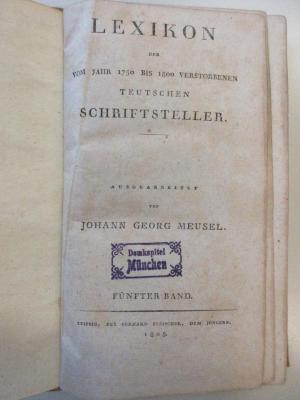 LEXIKON
DER
VOM JAHR 1750 BIS 1800 VERSTORBENEN
TEUTSCHEN
SCHRIFTSTELLER.
AUSGEARBEITET
VON
JOHANN GEORG MEUSEL.
Domkapitel
München
FÜNFTER BAND.
LEIPZIG, BEY GERHARD FLEISCHER, DEM JÜNGERN,